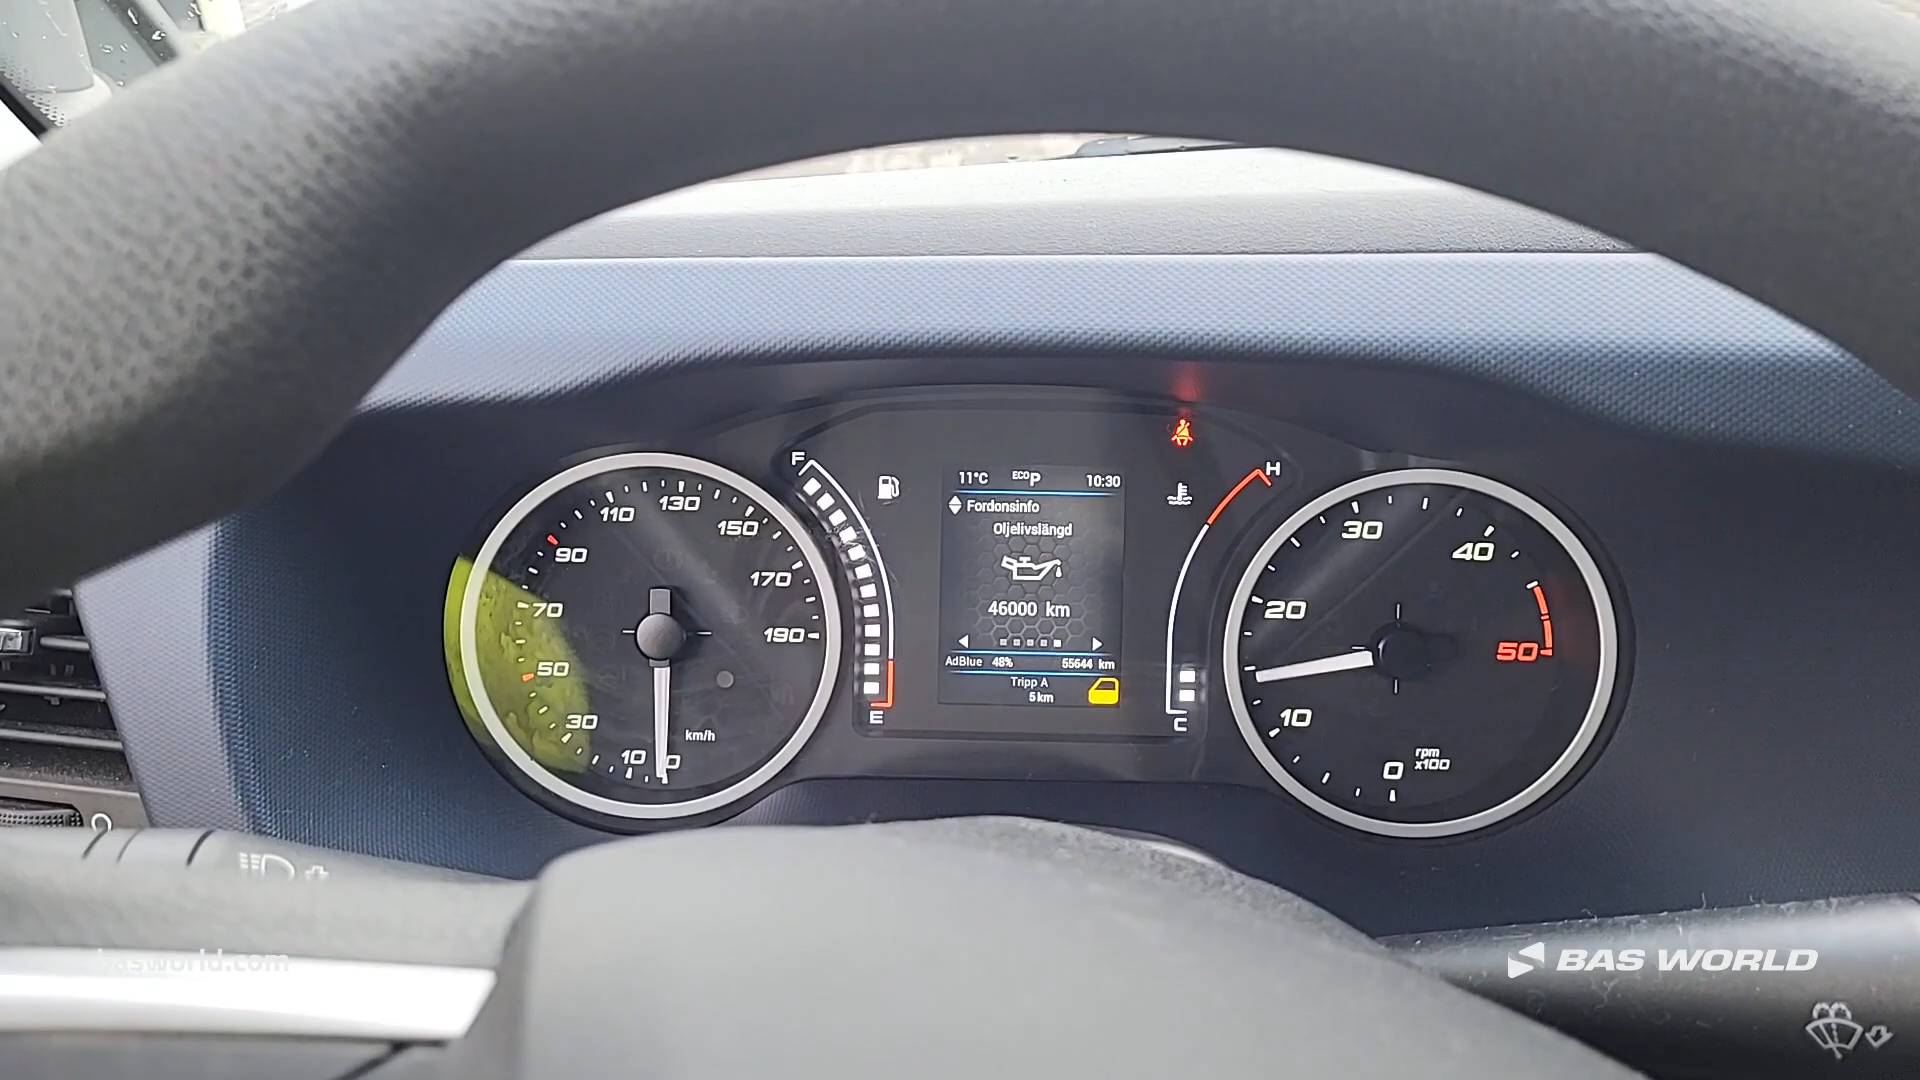 F
H
11°C ECO P 10:30
Fordonsinfo
Oljelivslängd
46000 km
AdBlue 48% 55644 km
Tripp A
5 km
E
C
10 30 50 70 90 110 130 150 170 190
0
km/h
0 10 20 30 40 50
rpm
x100
basworld.com
BAS WORLD